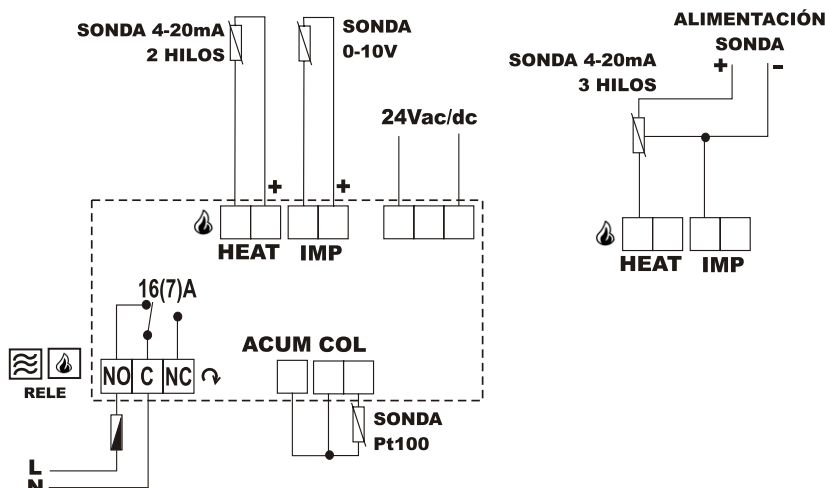 SONDA 4-20mA
2 HILOS
SONDA
0-10V
24Vac/dc
+
+
HEAT
IMP
16(7)A
NO
C
NC
RELE
ACUM COL
SONDA
Pt100
L
N
ALIMENTACIÓN
SONDA
+
-
SONDA 4-20mA
3 HILOS
HEAT
IMP